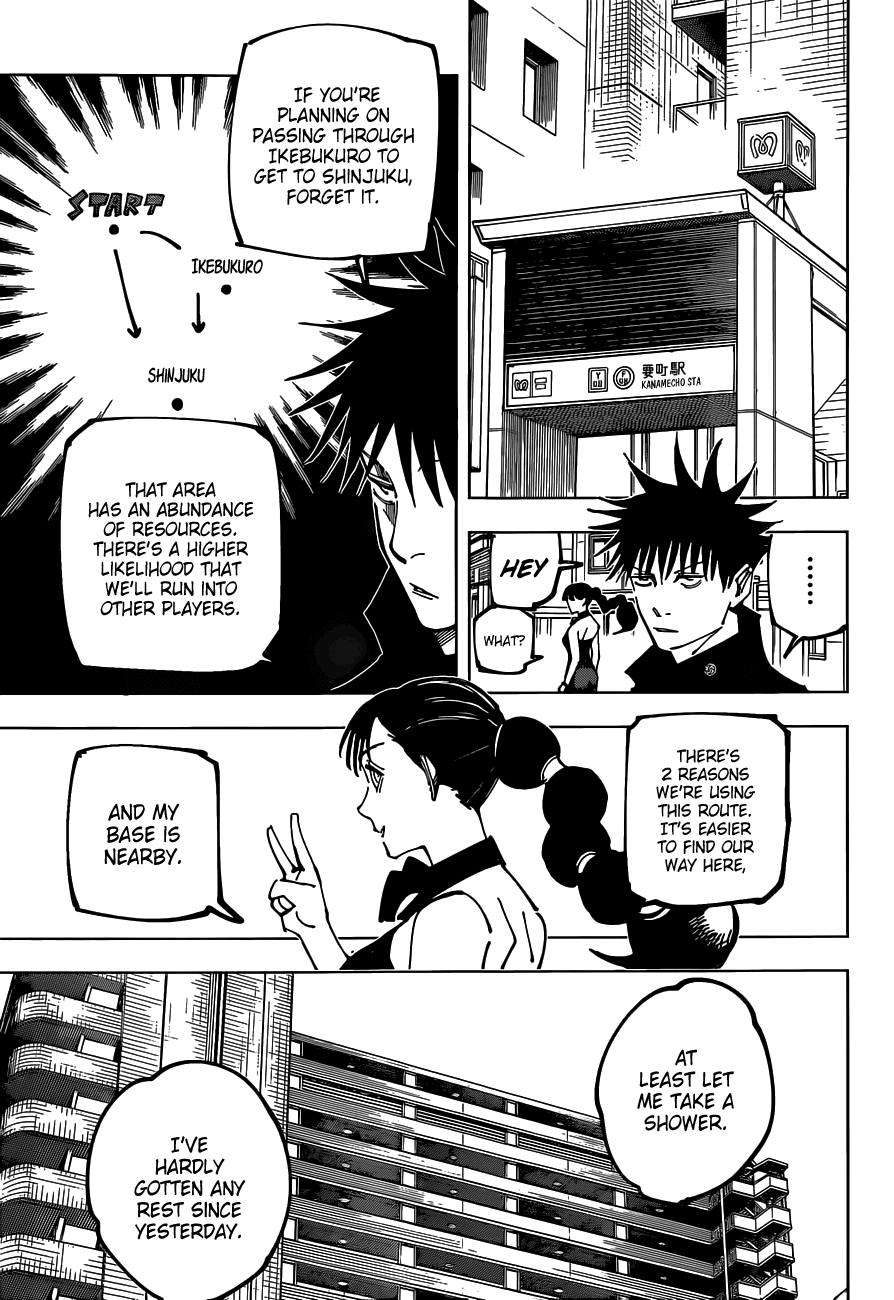 要町駅
KANAMECHO STA
HEY
WHAT?
......
IF YOU'RE
PLANNING ON
PASSING THROUGH
IKEBUKURO TO
GET TO SHINJUKU,
FORGET IT.
START
IKEBUKURO
SHINJUKU
THAT AREA
HAS AN ABUNDANCE
OF RESOURCES.
THERE'S A HIGHER
LIKELIHOOD THAT
WE'LL RUN INTO
OTHER PLAYERS.
THERE'S
2 REASONS
WE'RE USING
THIS ROUTE.
IT'S EASIER
TO FIND OUR
WAY HERE,
AND MY
BASE IS
NEARBY.
AT
LEAST LET
ME TAKE A
SHOWER.
I'VE
HARDLY
GOTTEN ANY
REST SINCE
YESTERDAY.